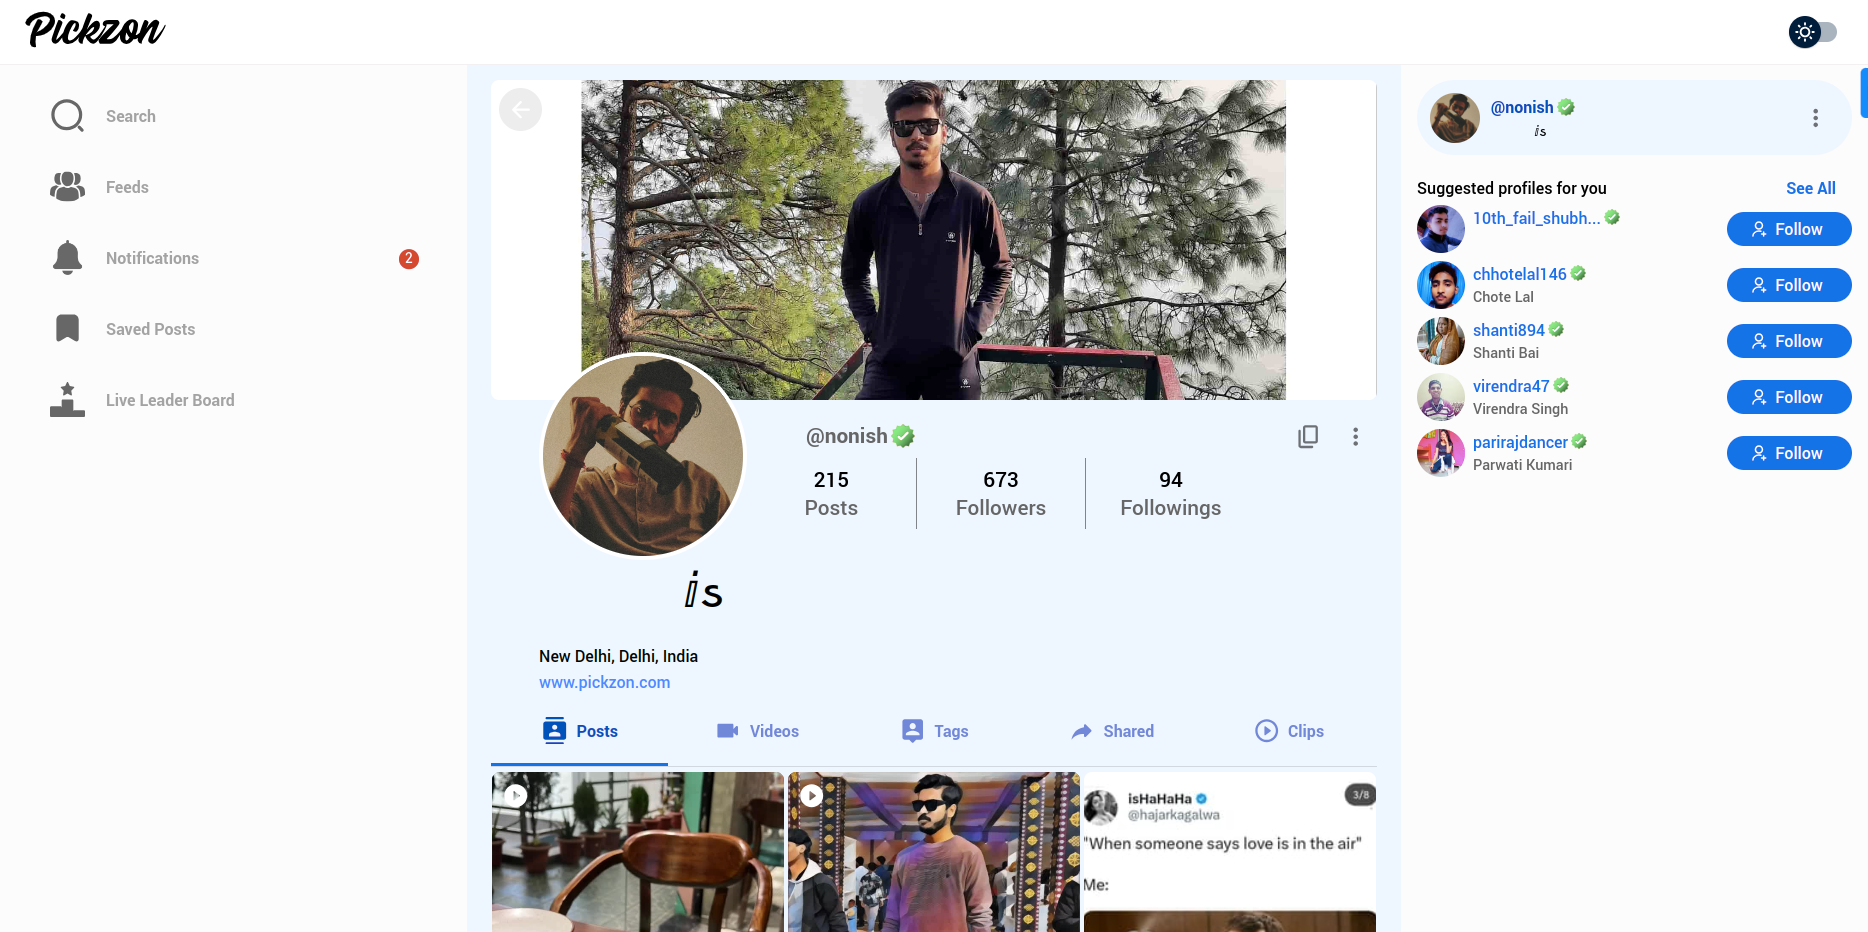 Pickzon
Search
Feeds
Notifications
2
Saved Posts
Live Leader Board
@nonish
215
Posts
673
Followers
94
Followings
is
New Delhi, Delhi, India
www.pickzon.com
Posts
Videos
Tags
Shared
Clips
isHaHaHa
3/8
@hajarkagalwa
"When someone says love is in the air"
Me:
@nonish
is
Suggested profiles for you
See All
10th_fail_shubh...
Follow
chhotelal146
Chote Lal
Follow
shanti894
Shanti Bai
Follow
virendra47
Virendra Singh
Follow
parirajdancer
Parwati Kumari
Follow